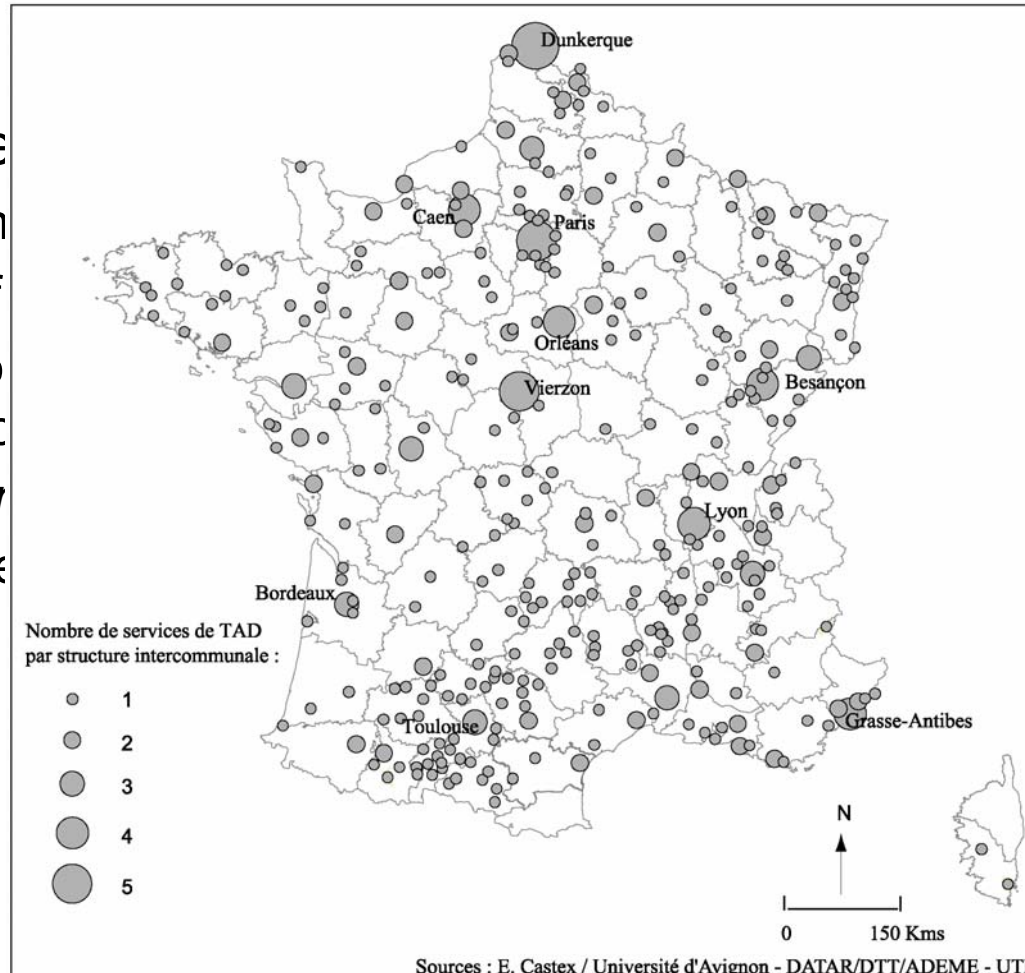 Dunkerque
Caen
Paris
Orléans
Vierzon
Besançon
Lyon
Bordeaux
Nombre de services de TAD
par structure intercommunale :
1
2
3
4
5
Toulouse
Grasse-Antibes
N
0 150 Kms
Sources : E. Castex / Université d'Avignon - DATAR/DTT/ADEME - UT